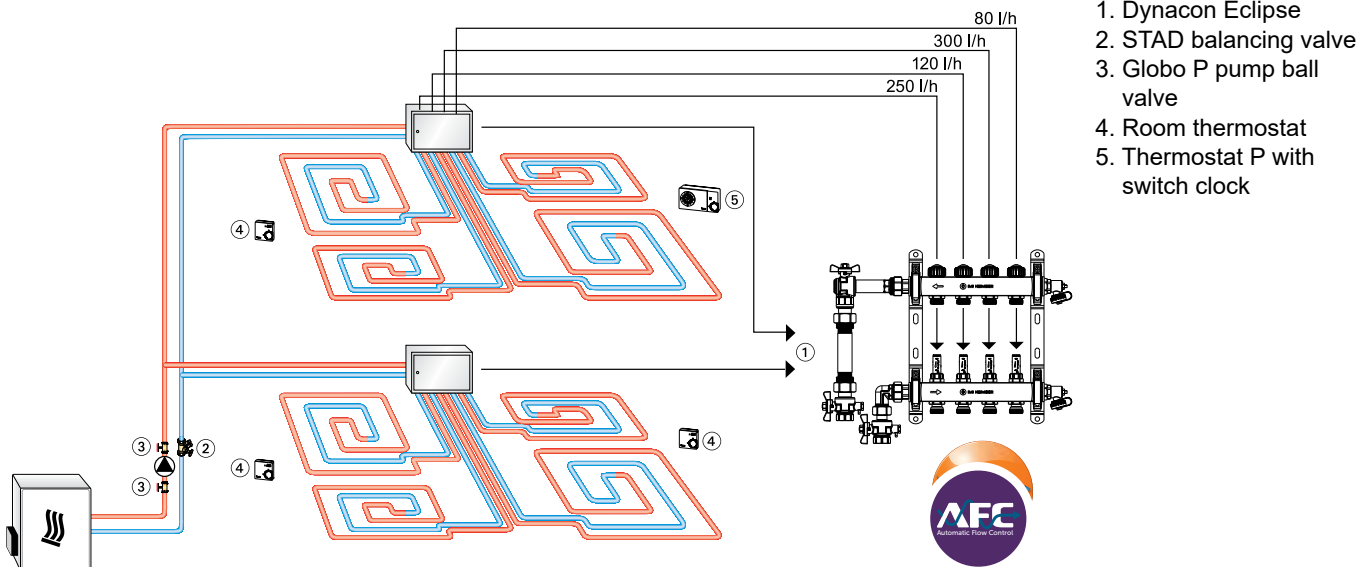 80 l/h
300 l/h
120 l/h
250 l/h
1. Dynacon Eclipse
2. STAD balancing valve
3. Globo P pump ball
valve
4. Room thermostat
5. Thermostat P with
switch clock
4
5
1
3
2
3
4
4
AFC
Automatic Flow Control